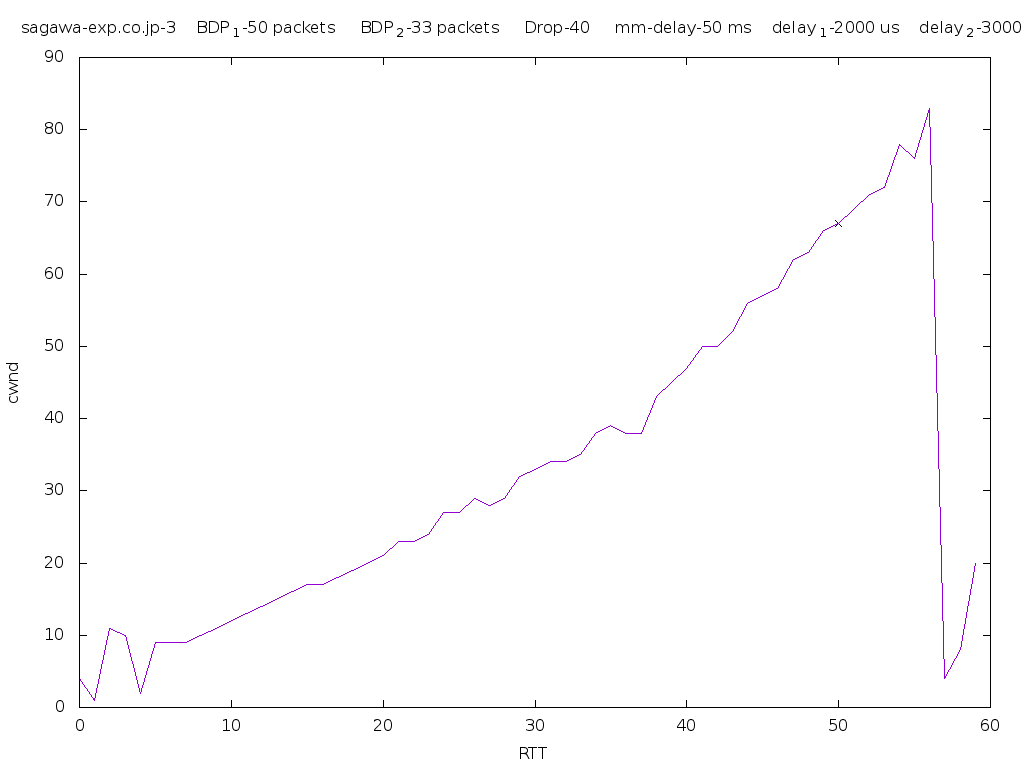 sagawa-exp.co.jp-3 BDP1-50 packets BDP2-33 packets Drop-40 mm-delay-50 ms delay1-2000 us delay2-3000
90
80
70
60
50
40
30
20
10
0
cwnd
0 10 20 30 40 50 60
RTT